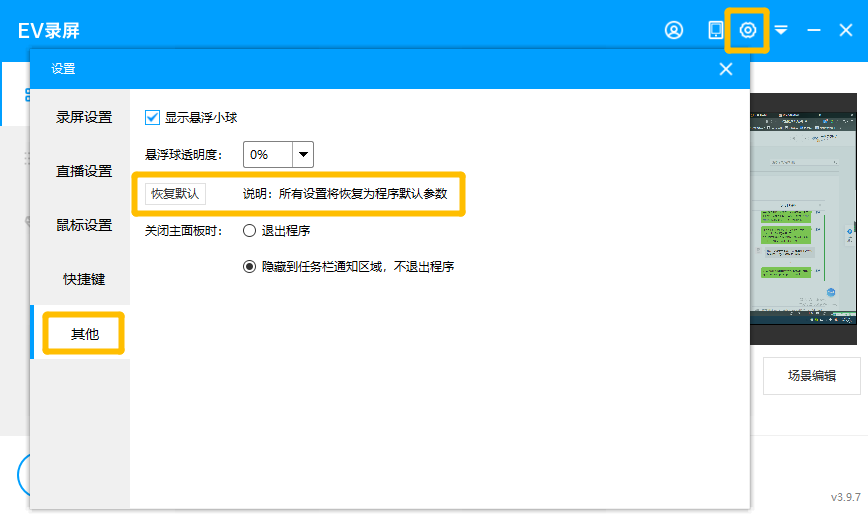 EV录屏
设置
录屏设置
直播设置
鼠标设置
快捷键
其他
显示悬浮小球
悬浮球透明度：
0%
恢复默认
说明：所有设置将恢复为程序默认参数
关闭主面板时：
退出程序
隐藏到任务栏通知区域，不退出程序
场景编辑
v3.9.7